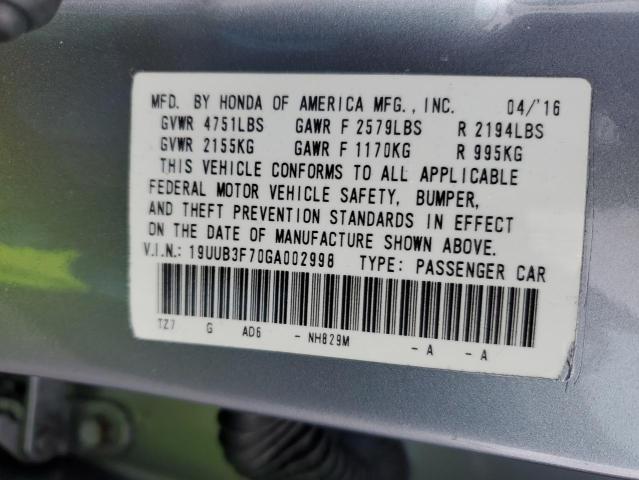 MFD. BY HONDA OF AMERICA MFG., INC. 04/'16
GVWR 4751LBS GAWR F 2579LBS R 2194LBS
GVWR 2155KG GAWR F 1170KG R 995KG
THIS VEHICLE CONFORMS TO ALL APPLICABLE
FEDERAL MOTOR VEHICLE SAFETY, BUMPER,
AND THEFT PREVENTION STANDARDS IN EFFECT
ON THE DATE OF MANUFACTURE SHOWN ABOVE.
V.I.N.: 19UUB3F70GA002998 TYPE: PASSENGER CAR
TZ7 G AD6 - NH829M - A - A